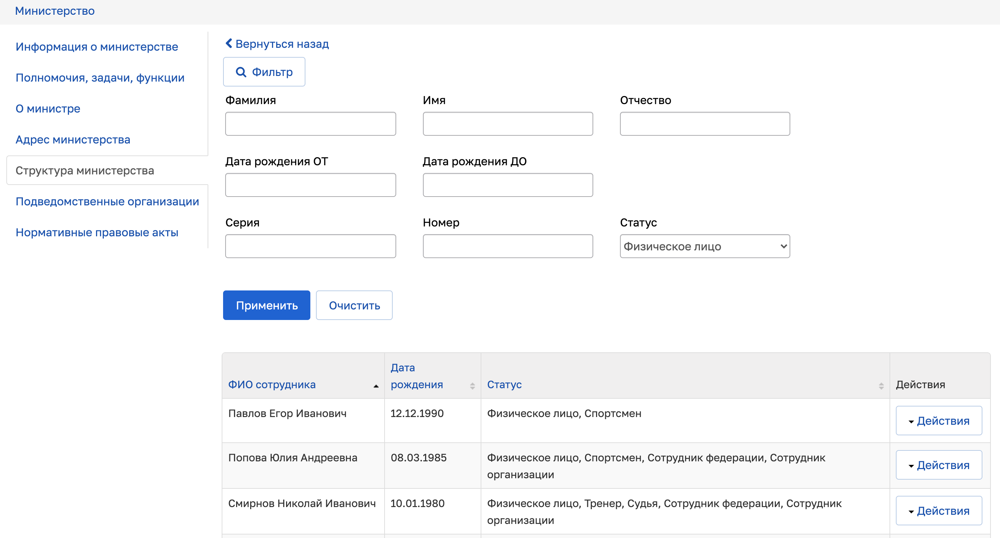 Министерство
Информация о министерстве
Полномочия, задачи, функции
О министре
Адрес министерства
Структура министерства
Подведомственные организации
Нормативные правовые акты
Вернуться назад
Фильтр
Фамилия
Имя
Отчество
Дата рождения ОТ
Дата рождения ДО
Серия
Номер
Статус
Физическое лицо
Применить
Очистить
ФИО сотрудника
Дата
рождения
Статус
Действия
Павлов Егор Иванович
12.12.1990
Физическое лицо, Спортсмен
Действия
Попова Юлия Андреевна
08.03.1985
Физическое лицо, Спортсмен, Сотрудник федерации, Сотрудник
организации
Действия
Смирнов Николай Иванович
10.01.1980
Физическое лицо, Тренер, Судья, Сотрудник федерации, Сотрудник
организации
Действия